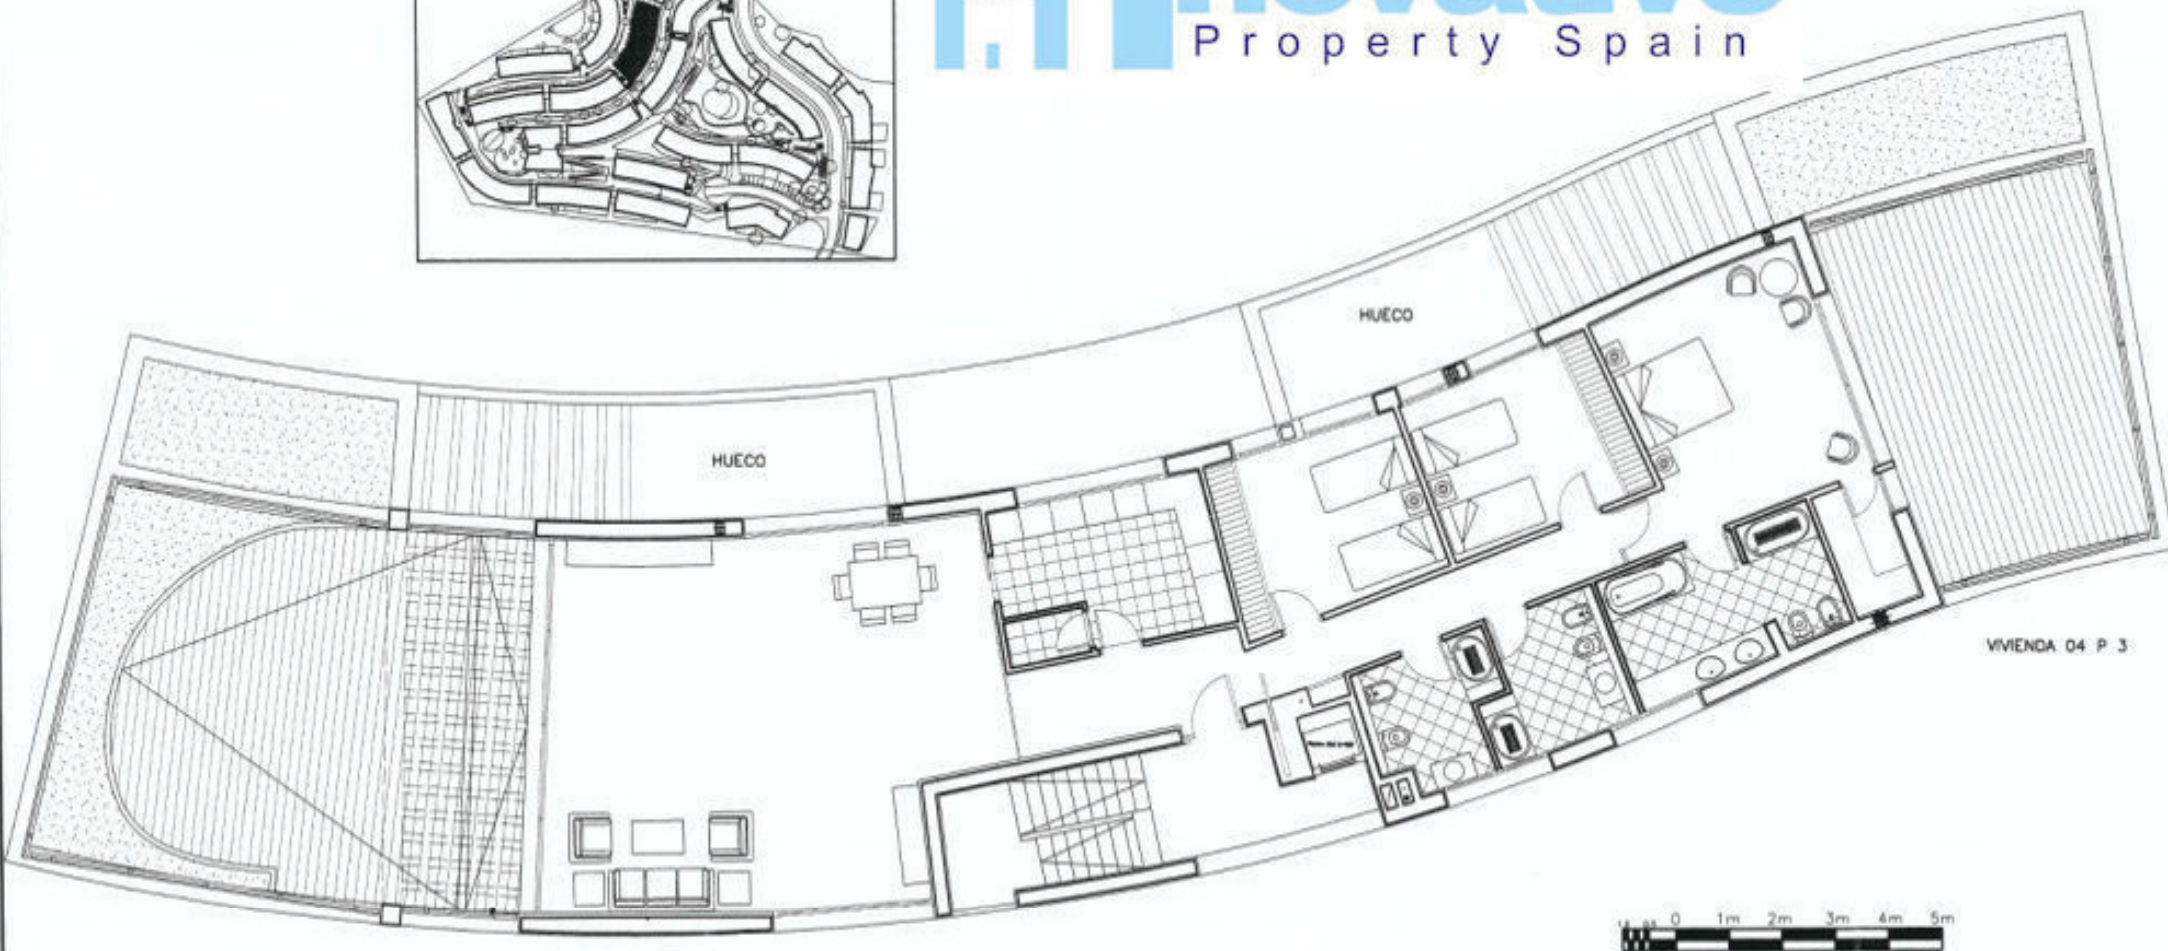 Property Spain
HUECO
HUECO
VIVIENDA 04 P 3
0 1m 2m 3m 4m 5m